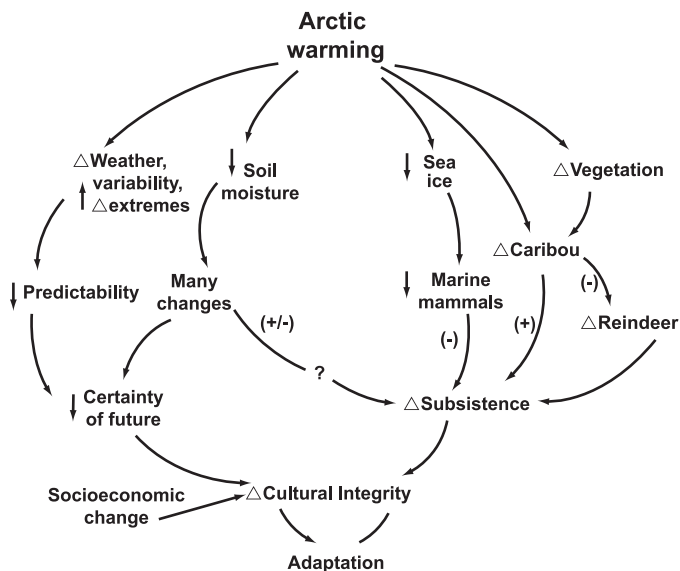 Arctic
warming
△Weather,
variability,
↑ △extremes
↓ Soil
moisture
↓ Sea
ice
△Vegetation
△Caribou
↓ Predictability
Many
changes
↓ Marine
mammals
(-)
△Reindeer
(+/-)
(-)
(+)
?
↓ Certainty
of future
△Subsistence
Socioeconomic
change
△Cultural Integrity
Adaptation